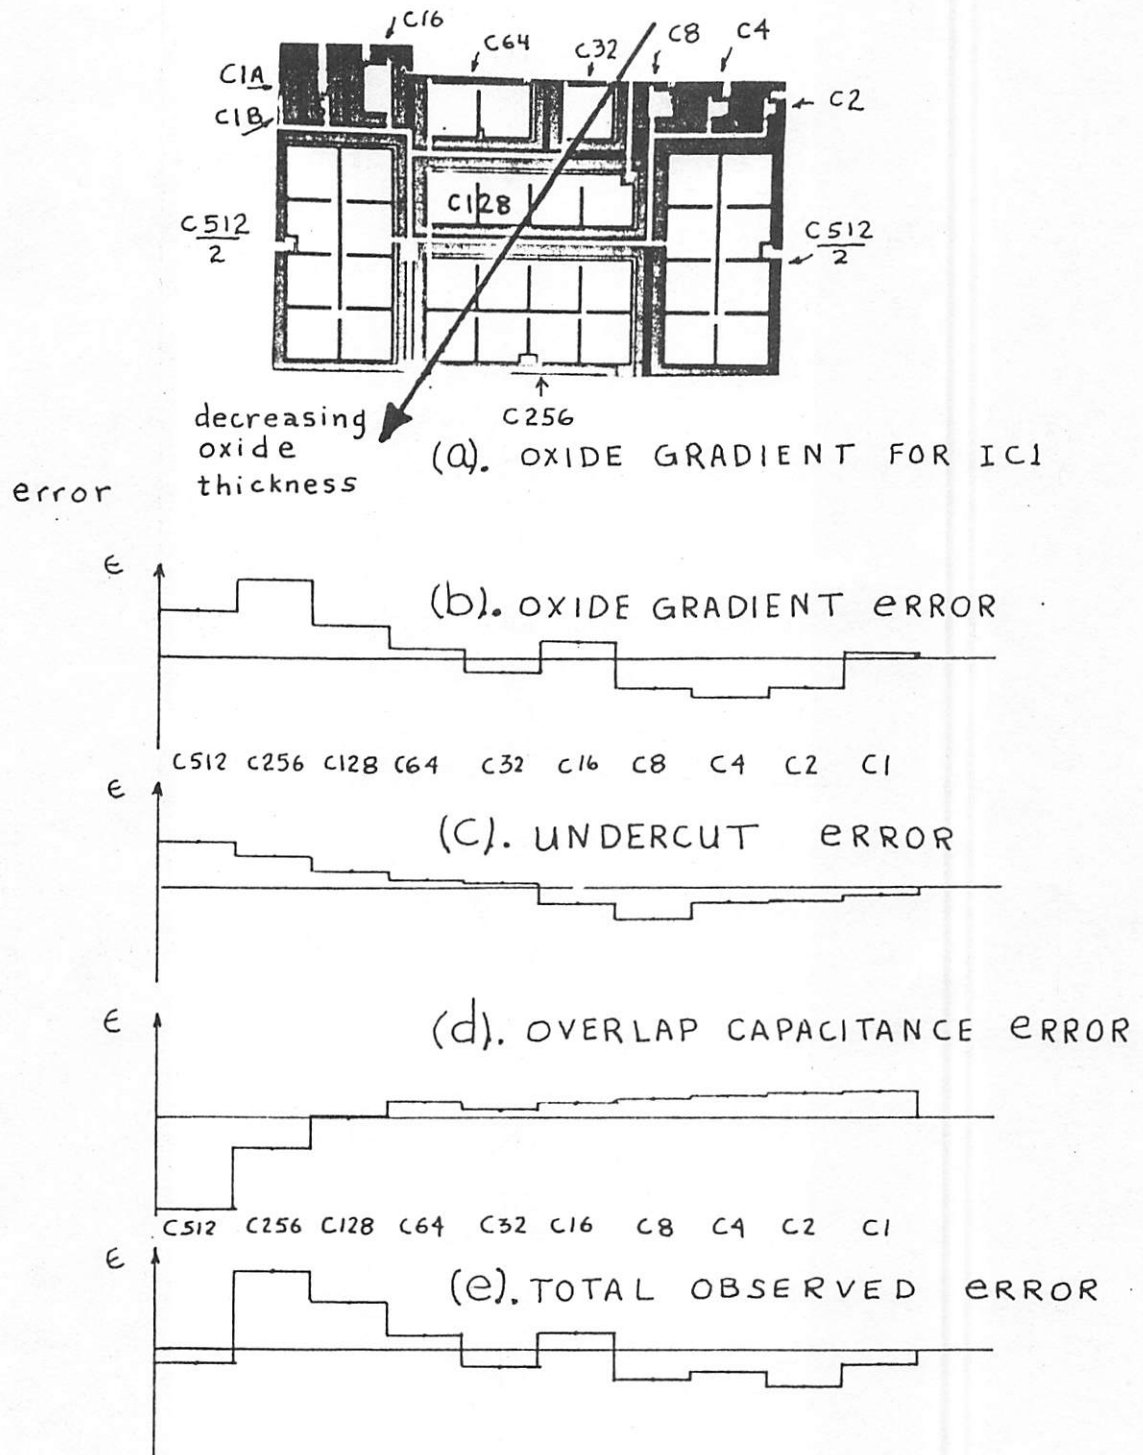 C16
C64
C32
C8
C4
C1A
C2
C1B
C128
C512
2
C512
2
C256
decreasing
oxide
thickness
(a). OXIDE GRADIENT FOR IC1
error
ϵ
(b). OXIDE GRADIENT eRROR
C512 C256 C128 C64 C32 C16 C8 C4 C2 C1
ϵ
(C). UNDERCUT eRROR
ϵ
(d). OVERLAP CAPACITANCE eRROR
C512 C256 C128 C64 C32 C16 C8 C4 C2 C1
ϵ
(e). TOTAL OBSERVED eRROR